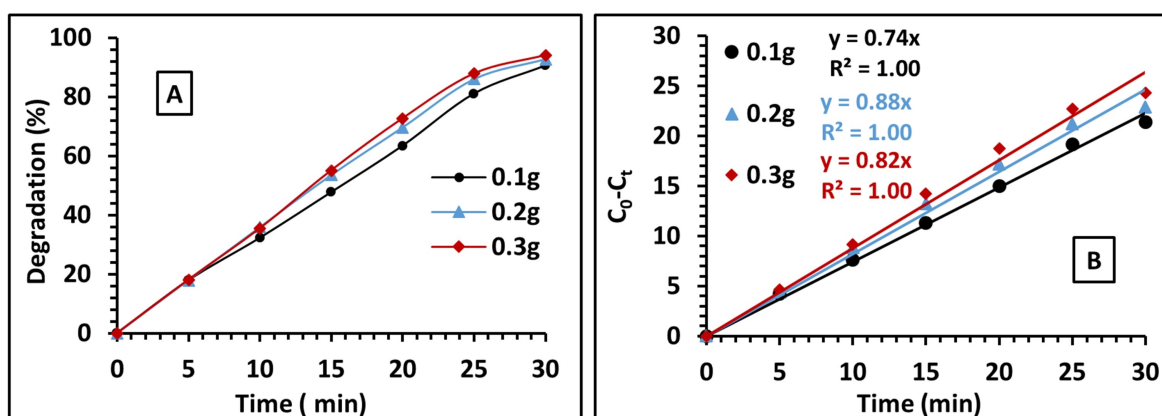 100
80
60
40
20
0
Degradation (%)
A
0.1g
0.2g
0.3g
0 5 10 15 20 25 30
Time ( min)
30
25
20
15
10
5
0
C₀-Cₜ
0.1g
y = 0.74x
R² = 1.00
0.2g
y = 0.88x
R² = 1.00
0.3g
y = 0.82x
R² = 1.00
B
0 5 10 15 20 25 30
Time (min)